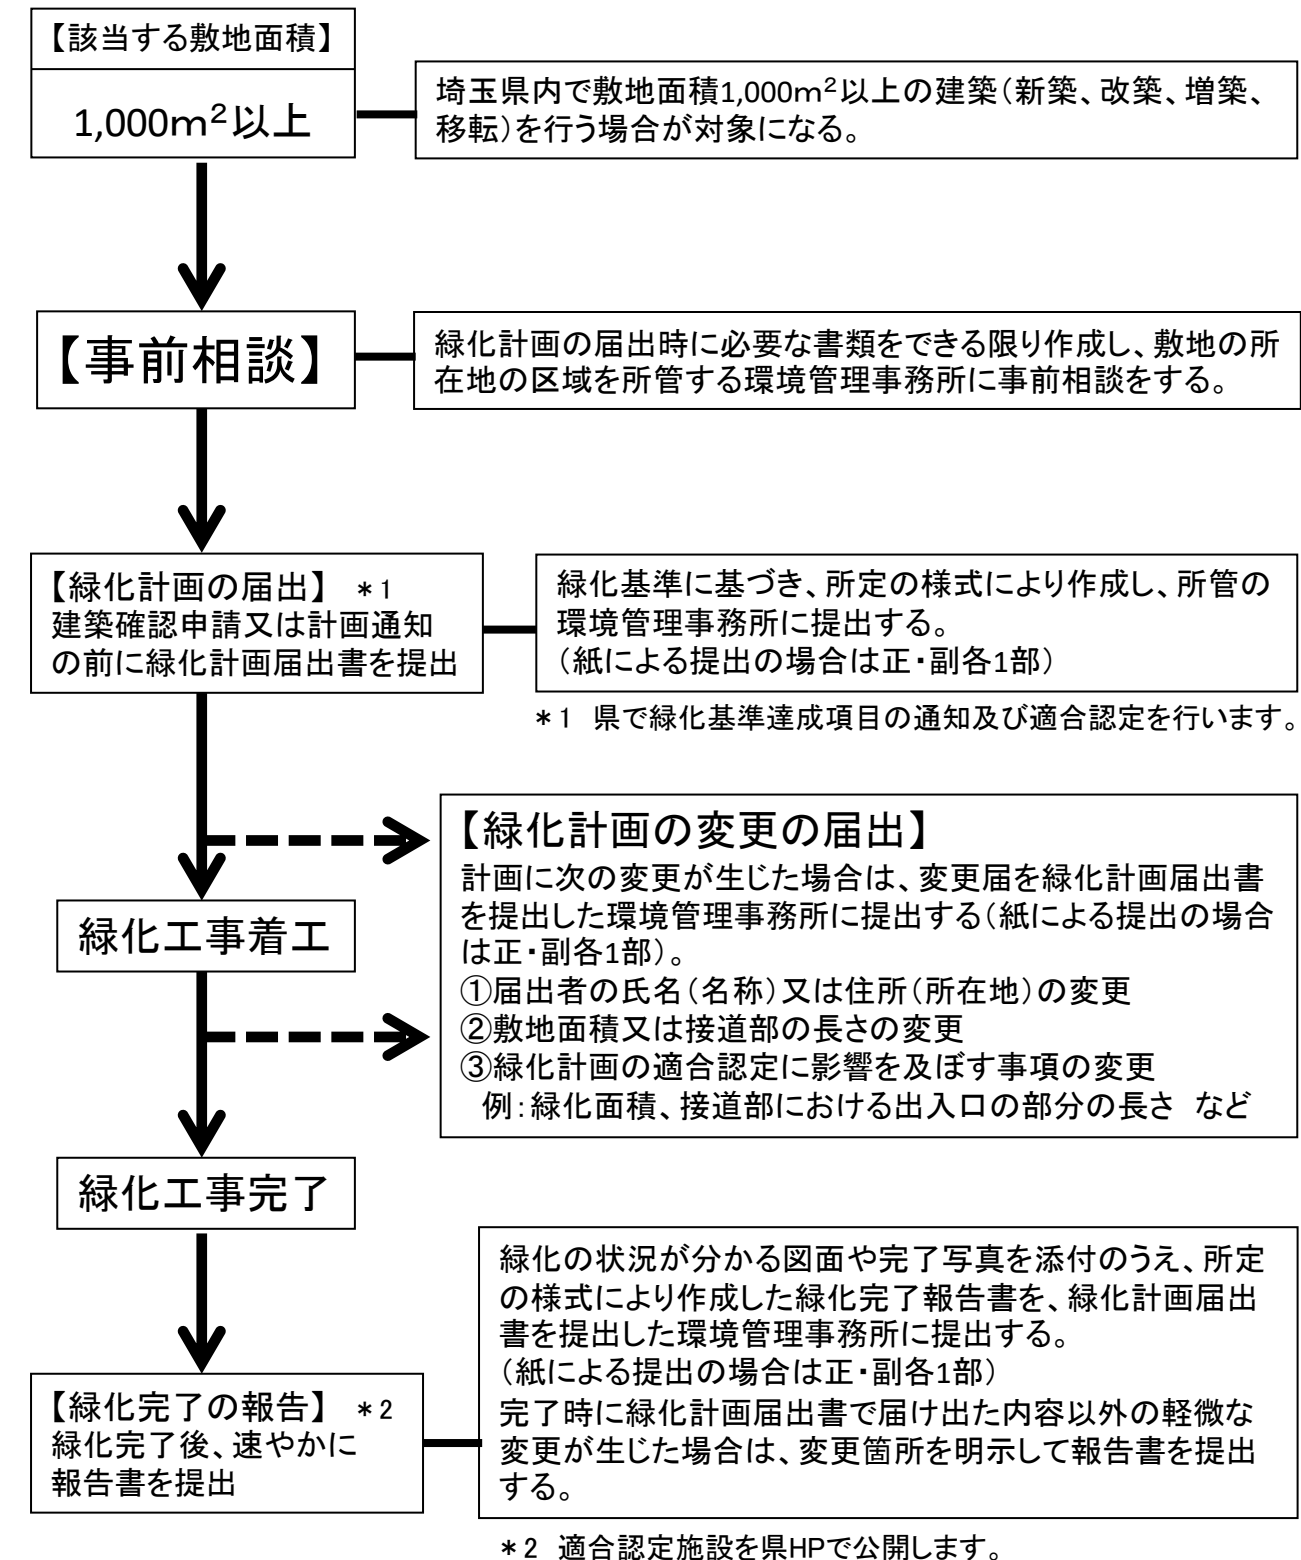 【該当する敷地面積】
1,000m²以上
埼玉県内で敷地面積1,000m²以上の建築（新築、改築、増築、
移転）を行う場合が対象になる。
【事前相談】
緑化計画の届出時に必要な書類をできる限り作成し、敷地の所
在地の区域を所管する環境管理事務所に事前相談をする。
【緑化計画の届出】 ＊1
建築確認申請又は計画通知
の前に緑化計画届出書を提出
緑化基準に基づき、所定の様式により作成し、所管の
環境管理事務所に提出する。
（紙による提出の場合は正・副各1部）
＊1 県で緑化基準達成項目の通知及び適合認定を行います。
【緑化計画の変更の届出】
計画に次の変更が生じた場合は、変更届を緑化計画届出書
を提出した環境管理事務所に提出する（紙による提出の場合
は正・副各1部）。
①届出者の氏名（名称）又は住所（所在地）の変更
②敷地面積又は接道部の長さの変更
③緑化計画の適合認定に影響を及ぼす事項の変更
例：緑化面積、接道部における出入口の部分の長さ など
緑化工事着工
緑化工事完了
【緑化完了の報告】 ＊2
緑化完了後、速やかに
報告書を提出
緑化の状況が分かる図面や完了写真を添付のうえ、所定
の様式により作成した緑化完了報告書を、緑化計画届出
書を提出した環境管理事務所に提出する。
（紙による提出の場合は正・副各1部）
完了時に緑化計画届出書で届け出た内容以外の軽微な
変更が生じた場合は、変更箇所を明示して報告書を提出
する。
＊2 適合認定施設を県HPで公開します。